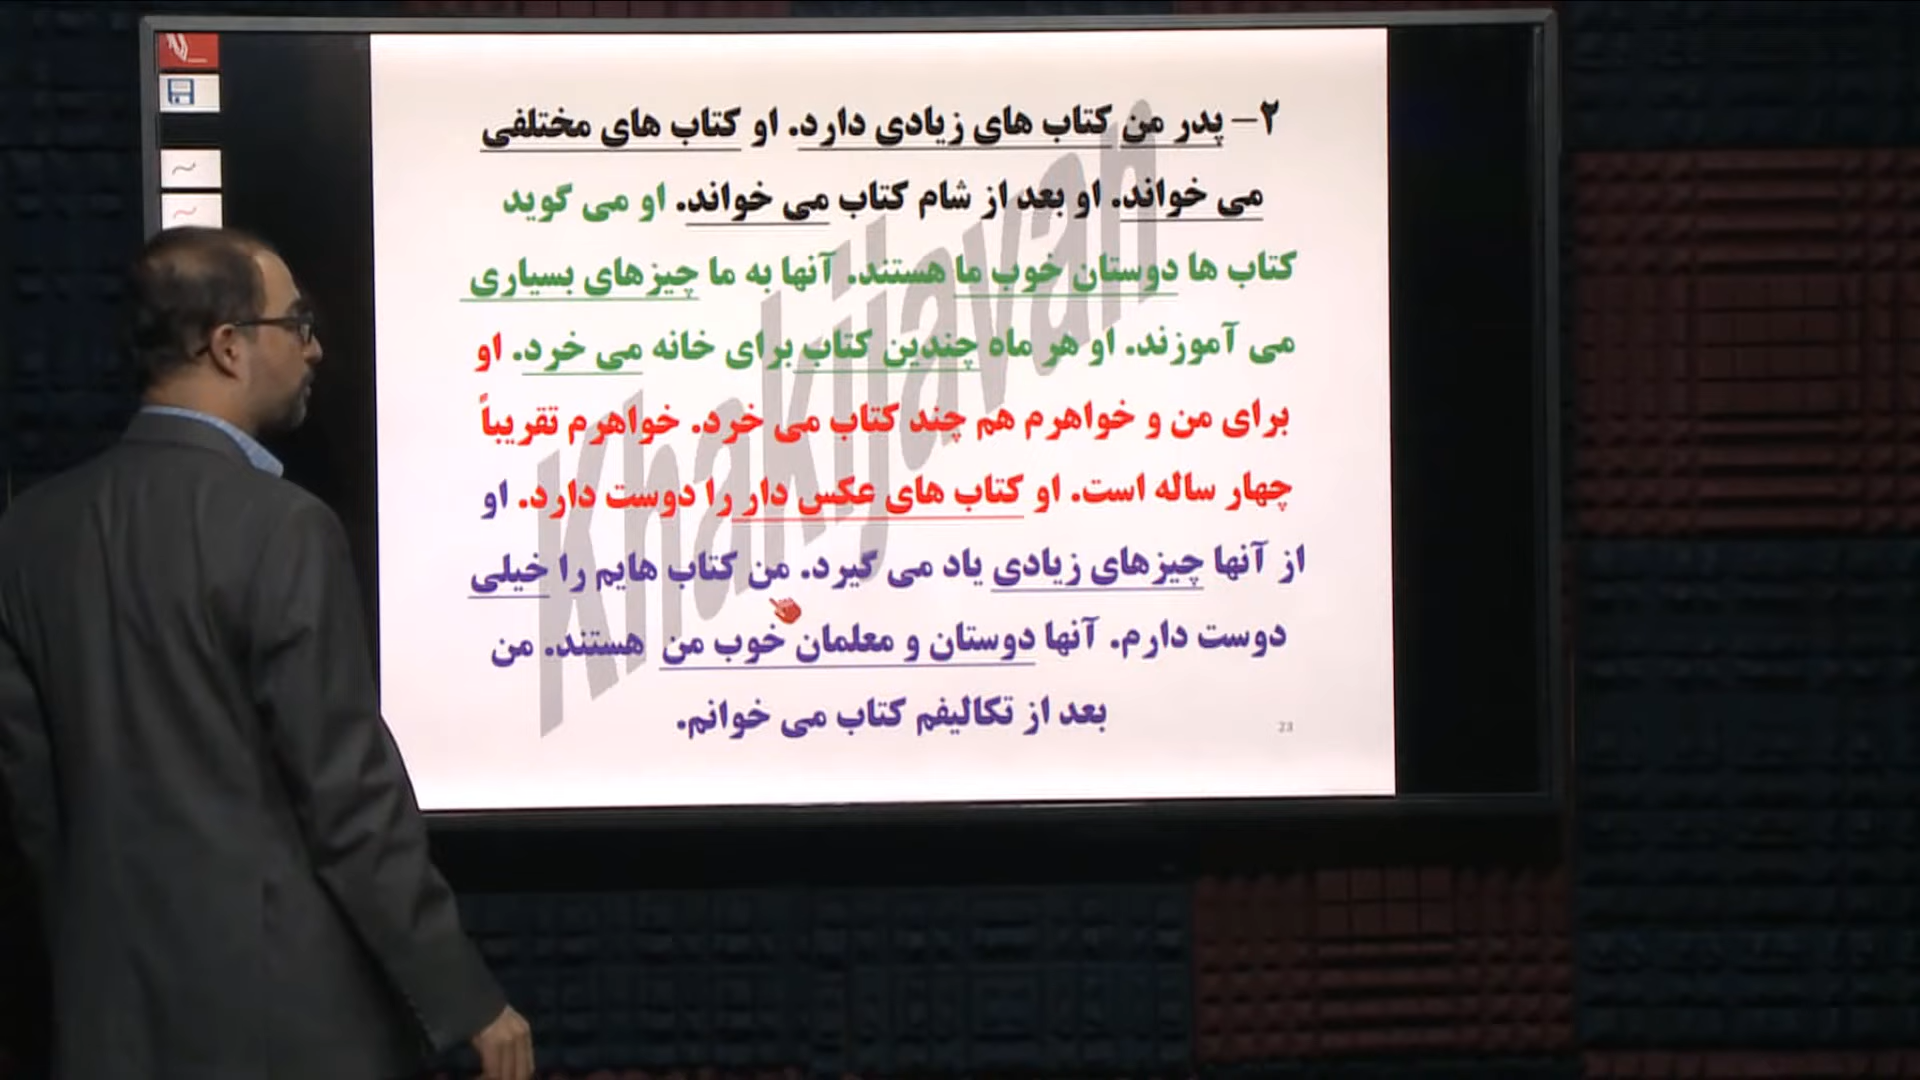 ۲- پدر من کتاب های زیادی دارد. او کتاب های مختلفی
می خواند. او بعد از شام کتاب می خواند. او می گوید
کتاب ها دوستان خوب ما هستند. آنها به ما چیزهای بسیاری
می آموزند. او هر ماه چندین کتاب برای خانه می خرد. او
برای من و خواهرم هم چند کتاب می خرد. خواهرم تقریباً
چهار ساله است. او کتاب های عکس دار را دوست دارد. او
از آنها چیزهای زیادی یاد می گیرد. من کتاب هایم را خیلی
دوست دارم. آنها دوستان و معلمان خوب من هستند. من
بعد از تکالیفم کتاب می خوانم.
23
Khakijavan